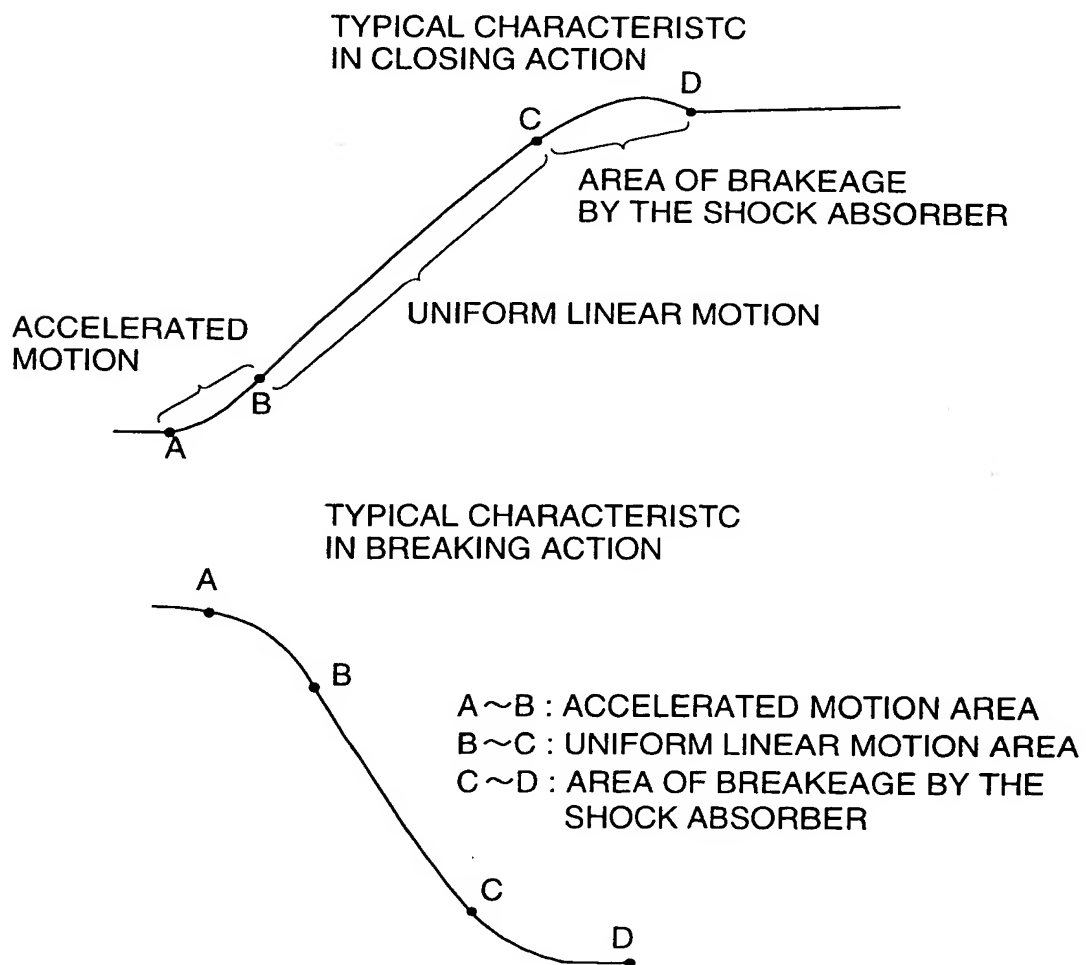 TYPICAL CHARACTERISTC
IN CLOSING ACTION
D
C
AREA OF BRAKEAGE
BY THE SHOCK ABSORBER
UNIFORM LINEAR MOTION
ACCELERATED
MOTION
B
A
TYPICAL CHARACTERISTC
IN BREAKING ACTION
A
B
A~B : ACCELERATED MOTION AREA
B~C : UNIFORM LINEAR MOTION AREA
C~D : AREA OF BREAKEAGE BY THE
SHOCK ABSORBER
C
D